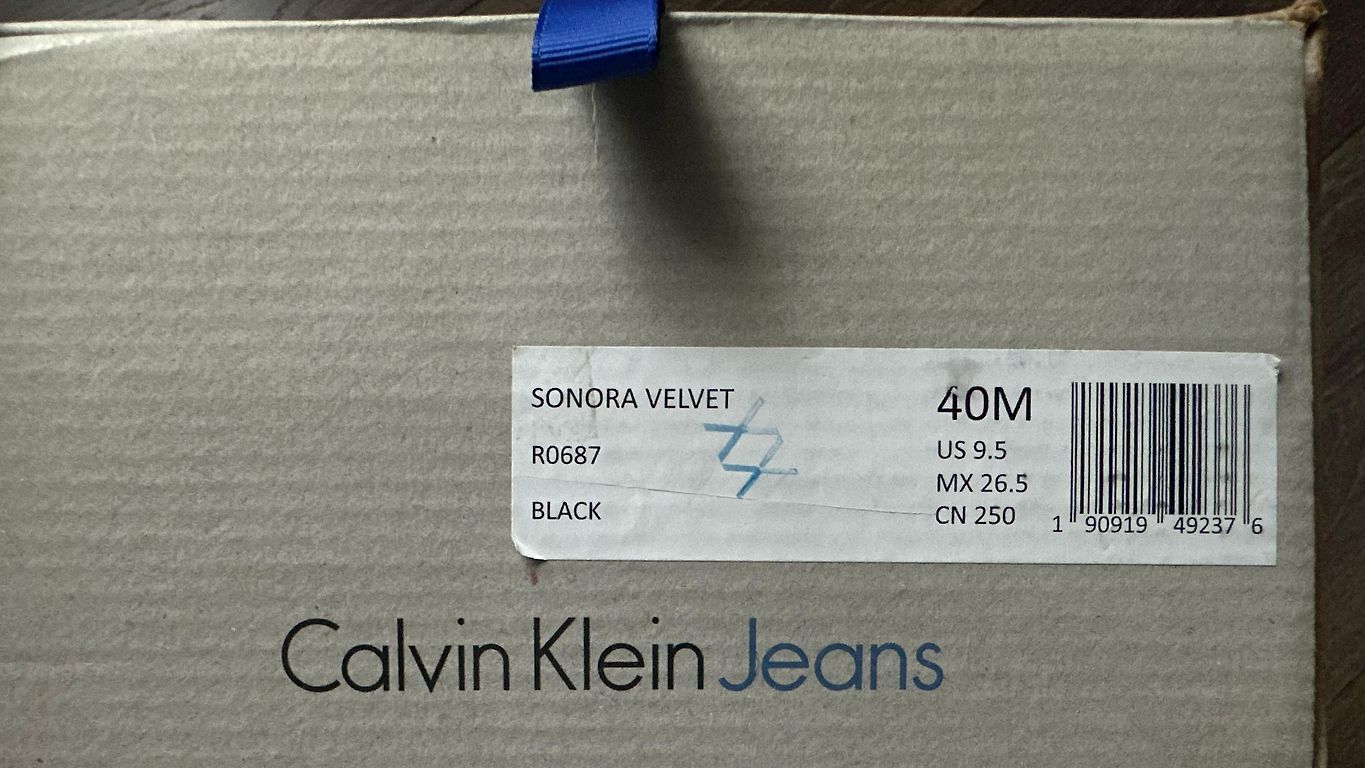 SONORA VELVET
R0687
BLACK
40M
US 9.5
MX 26.5
CN 250
1 90919 49237 6
Calvin Klein Jeans